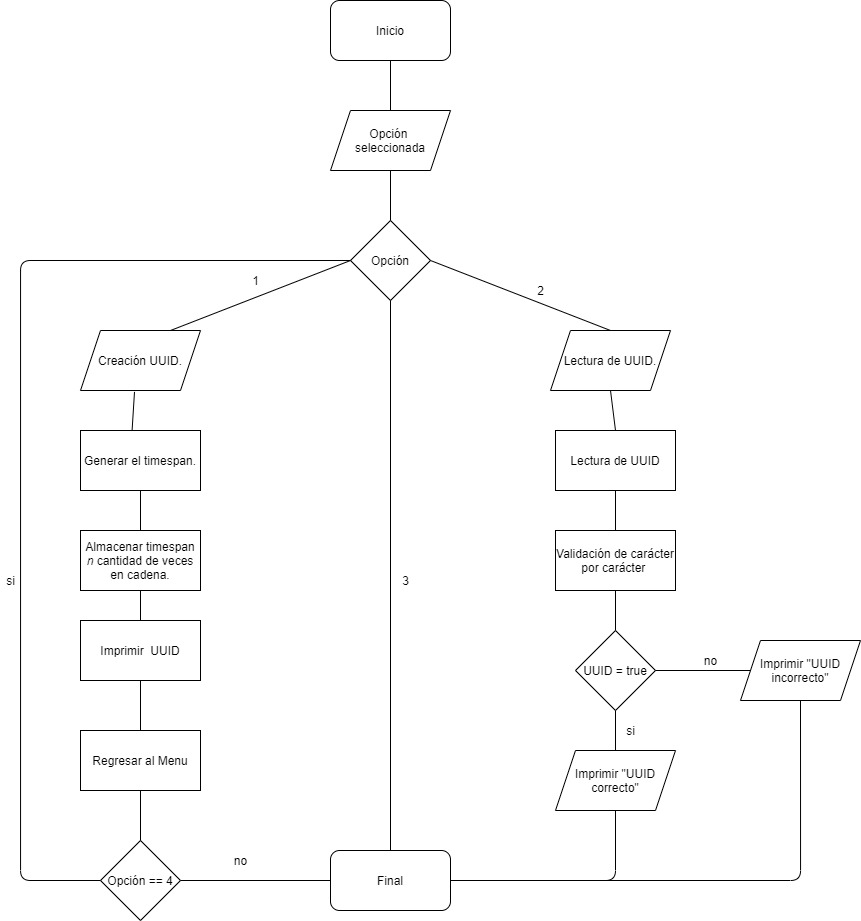 Inicio
Opción
seleccionada
Opción
1
2
Creación UUID.
Lectura de UUID.
Generar el timespan.
Lectura de UUID
Almacenar timespan
n cantidad de veces
en cadena.
Validación de carácter
por carácter
si
3
Imprimir UUID
UUID = true
no
Imprimir "UUID
incorrecto"
si
Regresar al Menu
Imprimir "UUID
correcto"
Opción == 4
no
Final